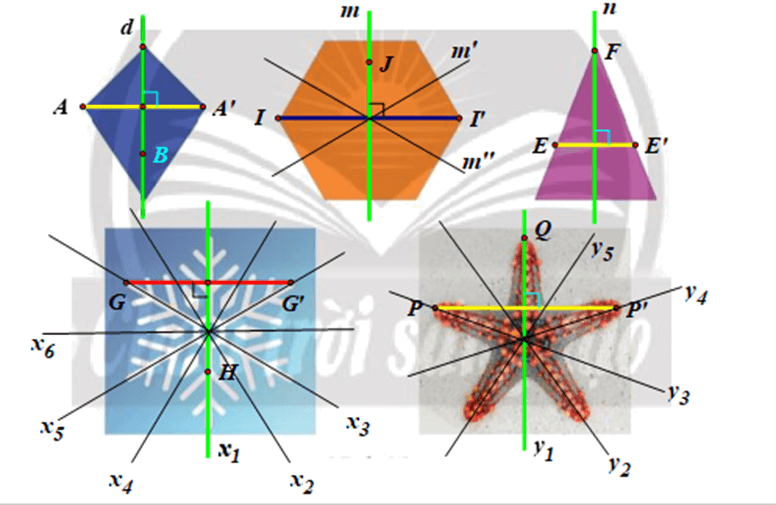 d
A
A'
B
m
J
m'
I
I'
m''
n
F
E
E'
G
G'
H
x₆
x₅
x₄
x₁
x₂
x₃
Q
P
P'
y₅
y₄
y₃
y₂
y₁